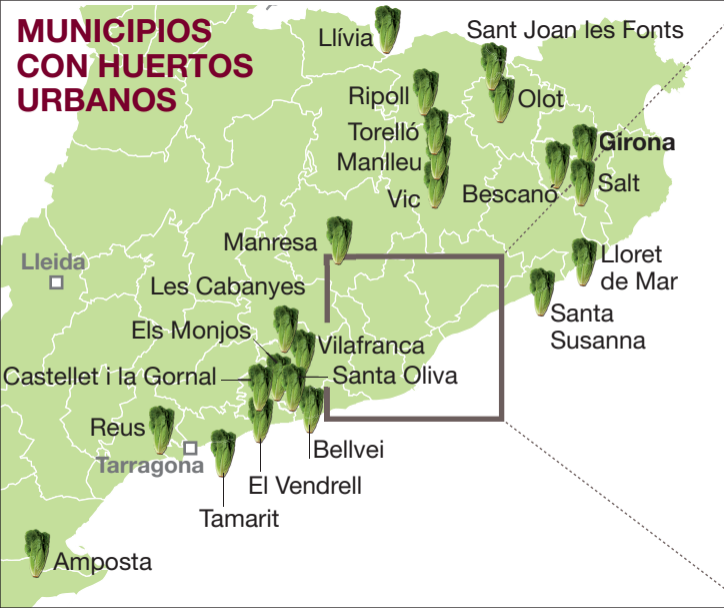 MUNICIPIOS
CON HUERTOS
URBANOS
Llívia
Sant Joan les Fonts
Ripoll
Olot
Torelló
Manlleu
Vic
Girona
Bescanó
Salt
Manresa
Lleida
Lloret
de Mar
Les Cabanyes
Santa
Susanna
Els Monjos
Vilafranca
Castellet i la Gornal
Santa Oliva
Reus
Tarragona
Bellvei
El Vendrell
Tamarit
Amposta